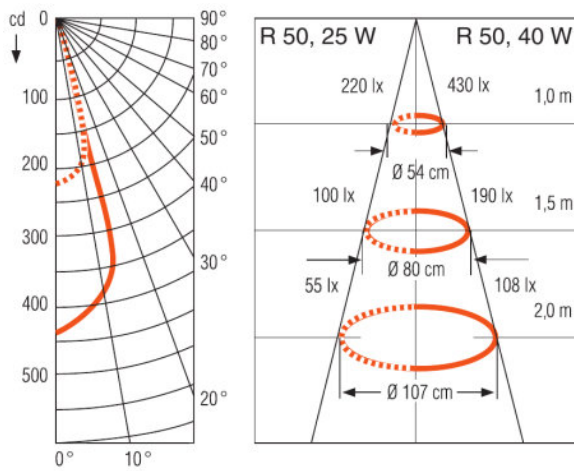 cd
0
100
200
300
400
500
90°
80°
70°
60°
50°
40°
30°
20°
0°
10°
R 50, 25 W
R 50, 40 W
220 lx
430 lx
1,0 m
Ø 54 cm
100 lx
190 lx
1,5 m
Ø 80 cm
55 lx
108 lx
2,0 m
Ø 107 cm